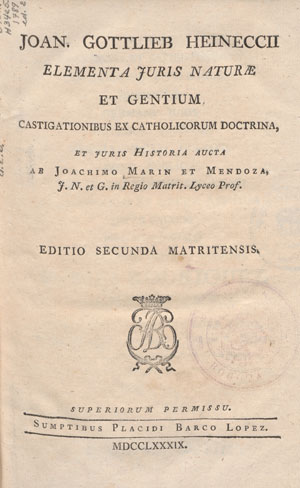 JOAN. GOTTLIEB HEINECCII
ELEMENTA JURIS NATURÆ
ET GENTIUM,
CASTIGATIONIBUS EX CATHOLICORUM DOCTRINA,
ET JURIS HISTORIA AUCTA
AB JOACHIMO MARIN ET MENDOZA,
J. N. et G. in Regio Matrit. Lyceo Prof.
EDITIO SECUNDA MATRITENSIS.
SUPERIORUM PERMISSU.
SUMPTIBUS PLACIDI BARCO LOPEZ.
MDCCLXXXIX.